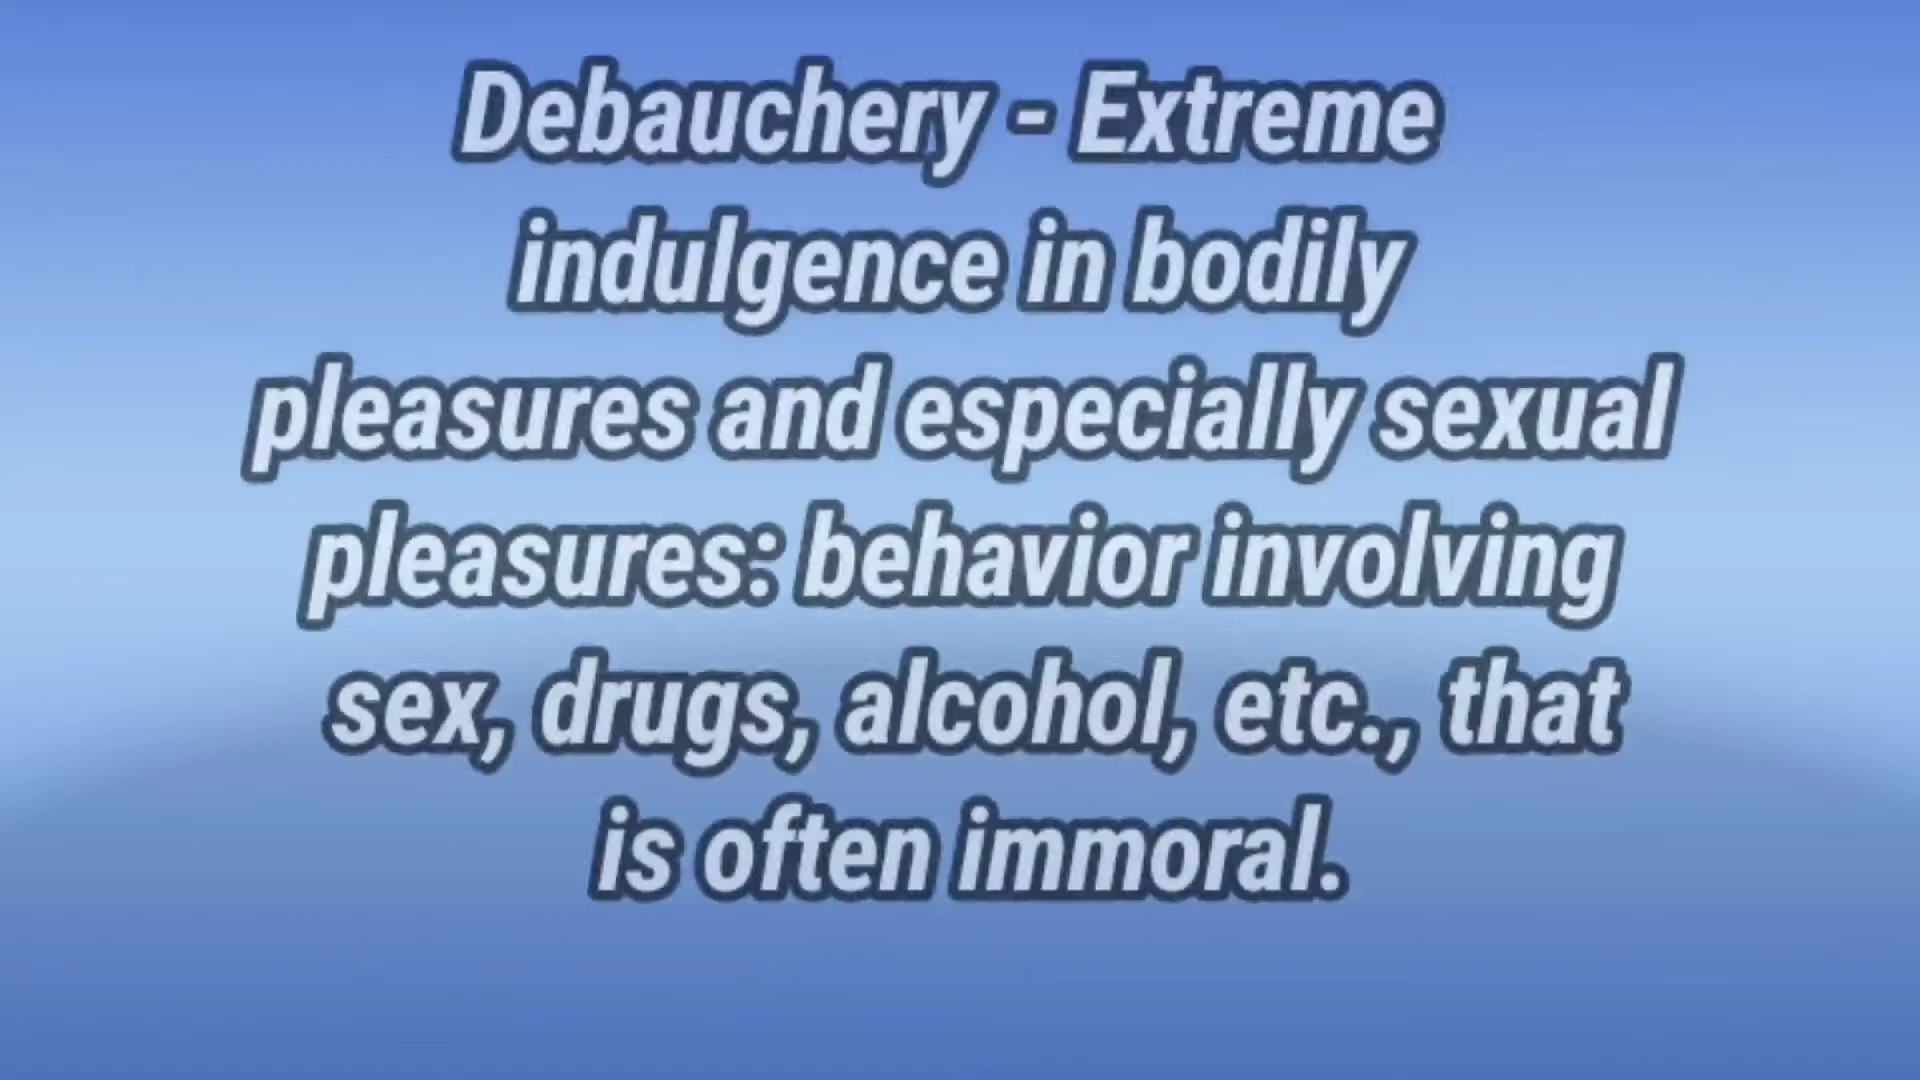 Debauchery - Extreme
indulgence in bodily
pleasures and especially sexual
pleasures: behavior involving
sex, drugs, alcohol, etc., that
is often immoral.